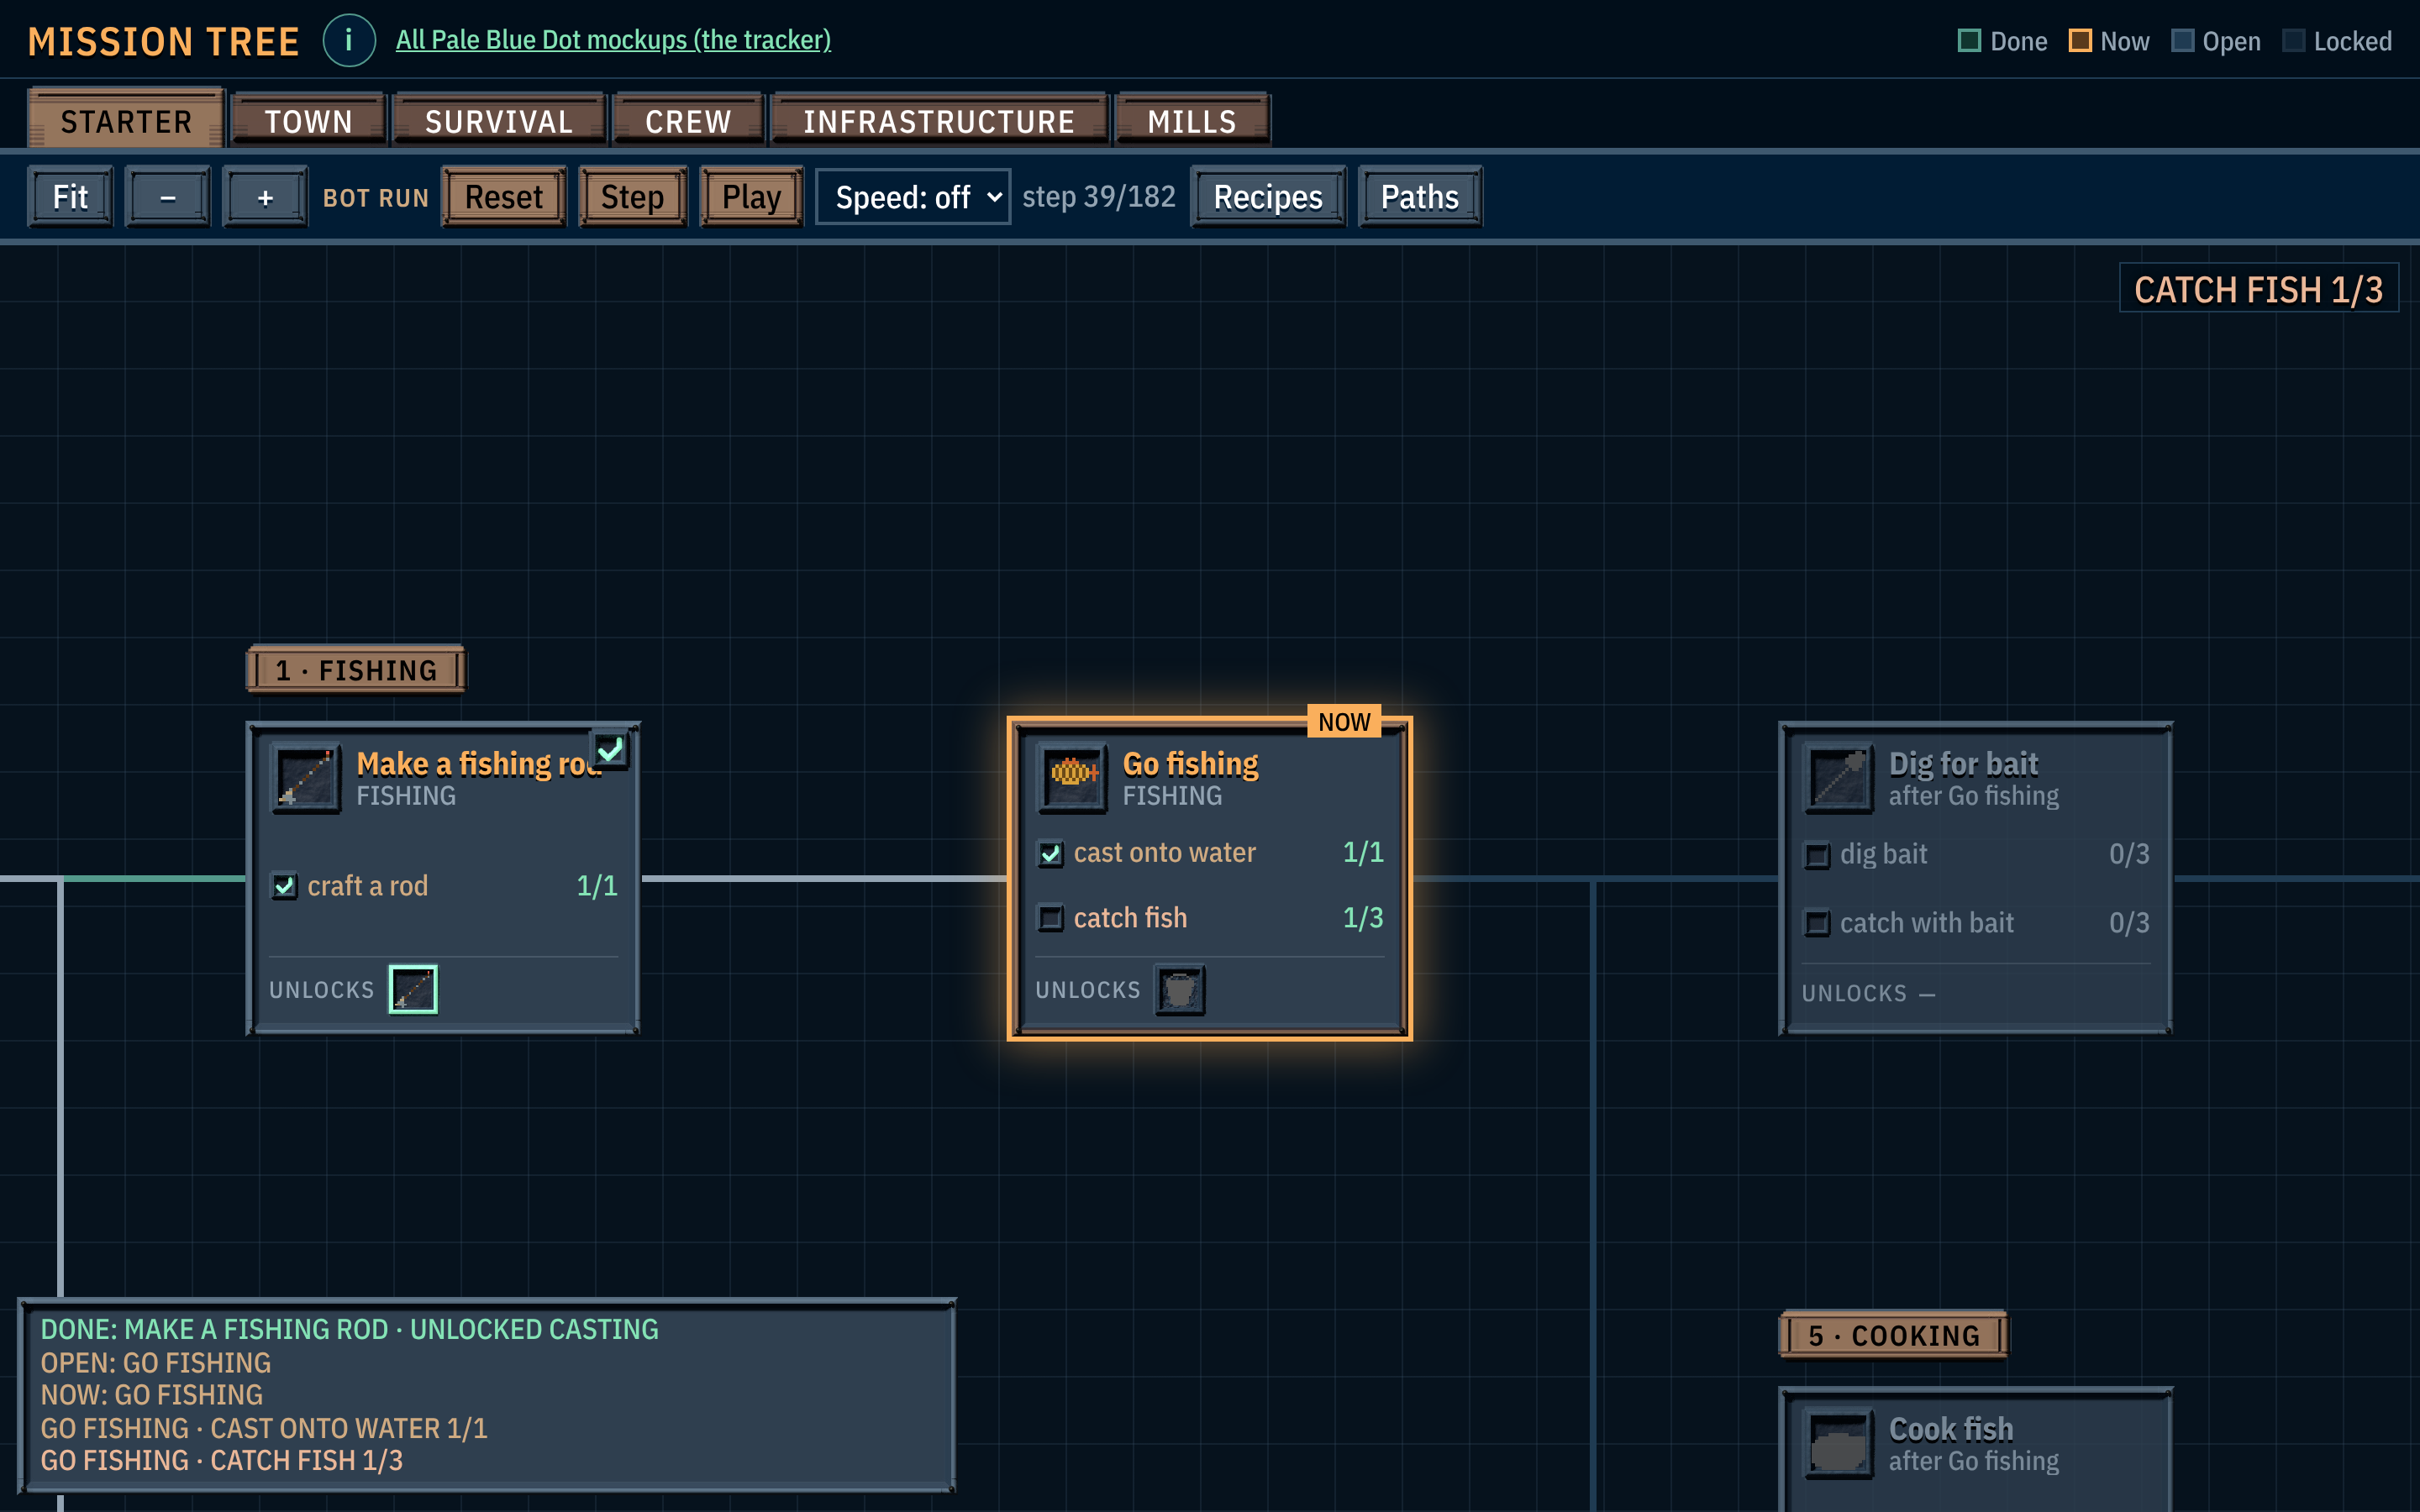 MISSION TREE i All Pale Blue Dot mockups (the tracker) Done Now Open Locked
STARTER TOWN SURVIVAL CREW INFRASTRUCTURE MILLS
Fit − + BOT RUN Reset Step Play Speed: off step 39/182 Recipes Paths
CATCH FISH 1/3
1 · FISHING
Make a fishing rod
FISHING
craft a rod 1/1
UNLOCKS
NOW
Go fishing
FISHING
cast onto water 1/1
catch fish 1/3
UNLOCKS
Dig for bait
after Go fishing
dig bait 0/3
catch with bait 0/3
UNLOCKS —
5 · COOKING
Cook fish
after Go fishing
DONE: MAKE A FISHING ROD · UNLOCKED CASTING
OPEN: GO FISHING
NOW: GO FISHING
GO FISHING · CAST ONTO WATER 1/1
GO FISHING · CATCH FISH 1/3